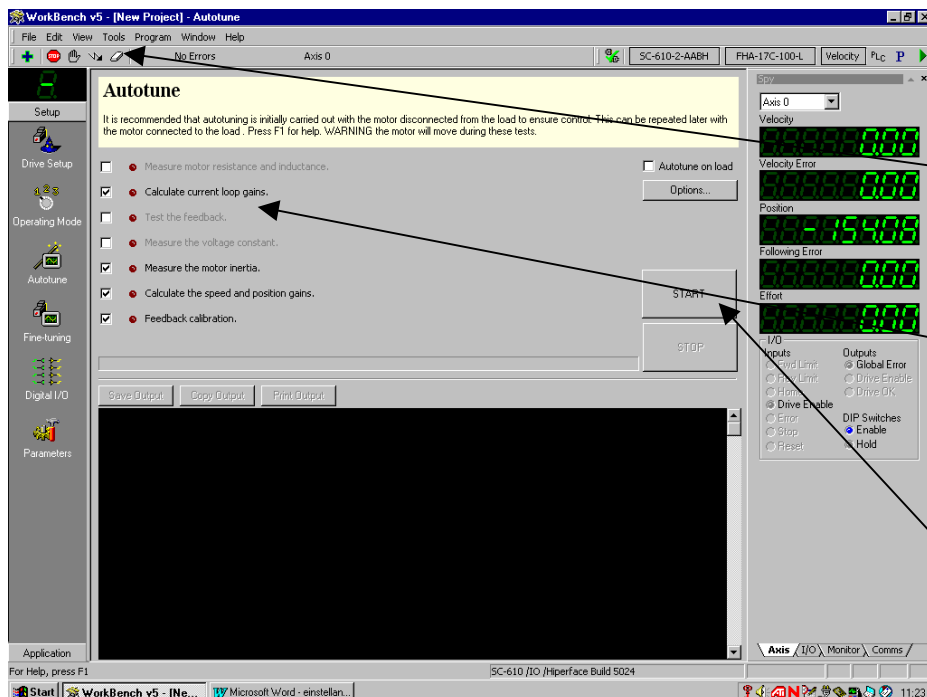 WorkBench v5 - [New Project] - Autotune
File Edit View Tools Program Window Help
STOP No Errors Axis 0 SC-610-2-AABH FHA-17C-100-L Velocity PLC P
Setup
Drive Setup
Operating Mode
Autotune
Fine-tuning
Digital I/O
Parameters
Application
Autotune
It is recommended that autotuning is initially carried out with the motor disconnected from the load to ensure control. This can be repeated later with
the motor connected to the load . Press F1 for help. WARNING the motor will move during these tests.
Measure motor resistance and inductance.
Calculate current loop gains.
Test the feedback.
Measure the voltage constant.
Measure the motor inertia.
Calculate the speed and position gains.
Feedback calibration.
Autotune on load
Options...
START
STOP
Save Output Copy Output Print Output
Spy
Axis 0
Velocity
0.00
Velocity Error
0.00
Position
-154.08
Following Error
0.00
Effort
0.00
I/O
Inputs Outputs
Fwd Limit Global Error
Rev Limit Drive Enable
Home Drive OK
Drive Enable
Error DIP Switches
Stop Enable
Reset Hold
Axis I/O Monitor Comms
For Help, press F1 SC-610 /IO /Hiperface Build 5024
Start WorkBench v5 - [Ne... Microsoft Word - einstellan... 11:23